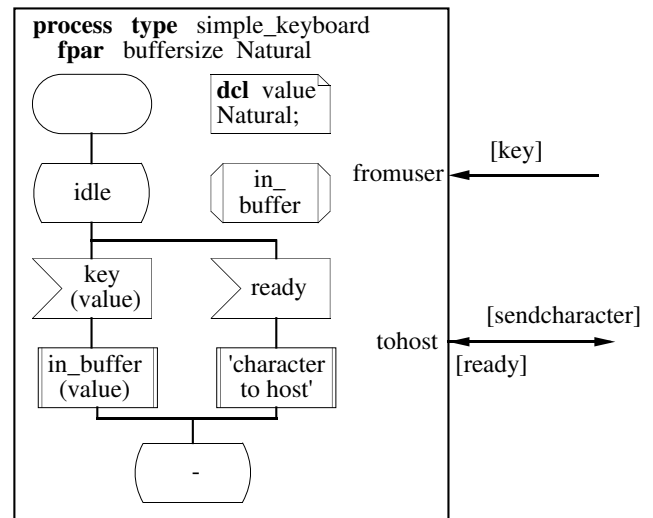 process type simple_keyboard
fpar buffersize Natural
dcl value
Natural;
idle
in_
buffer
fromuser
[key]
key
(value)
ready
tohost
[sendcharacter]
[ready]
in_buffer
(value)
'character
to host'
-